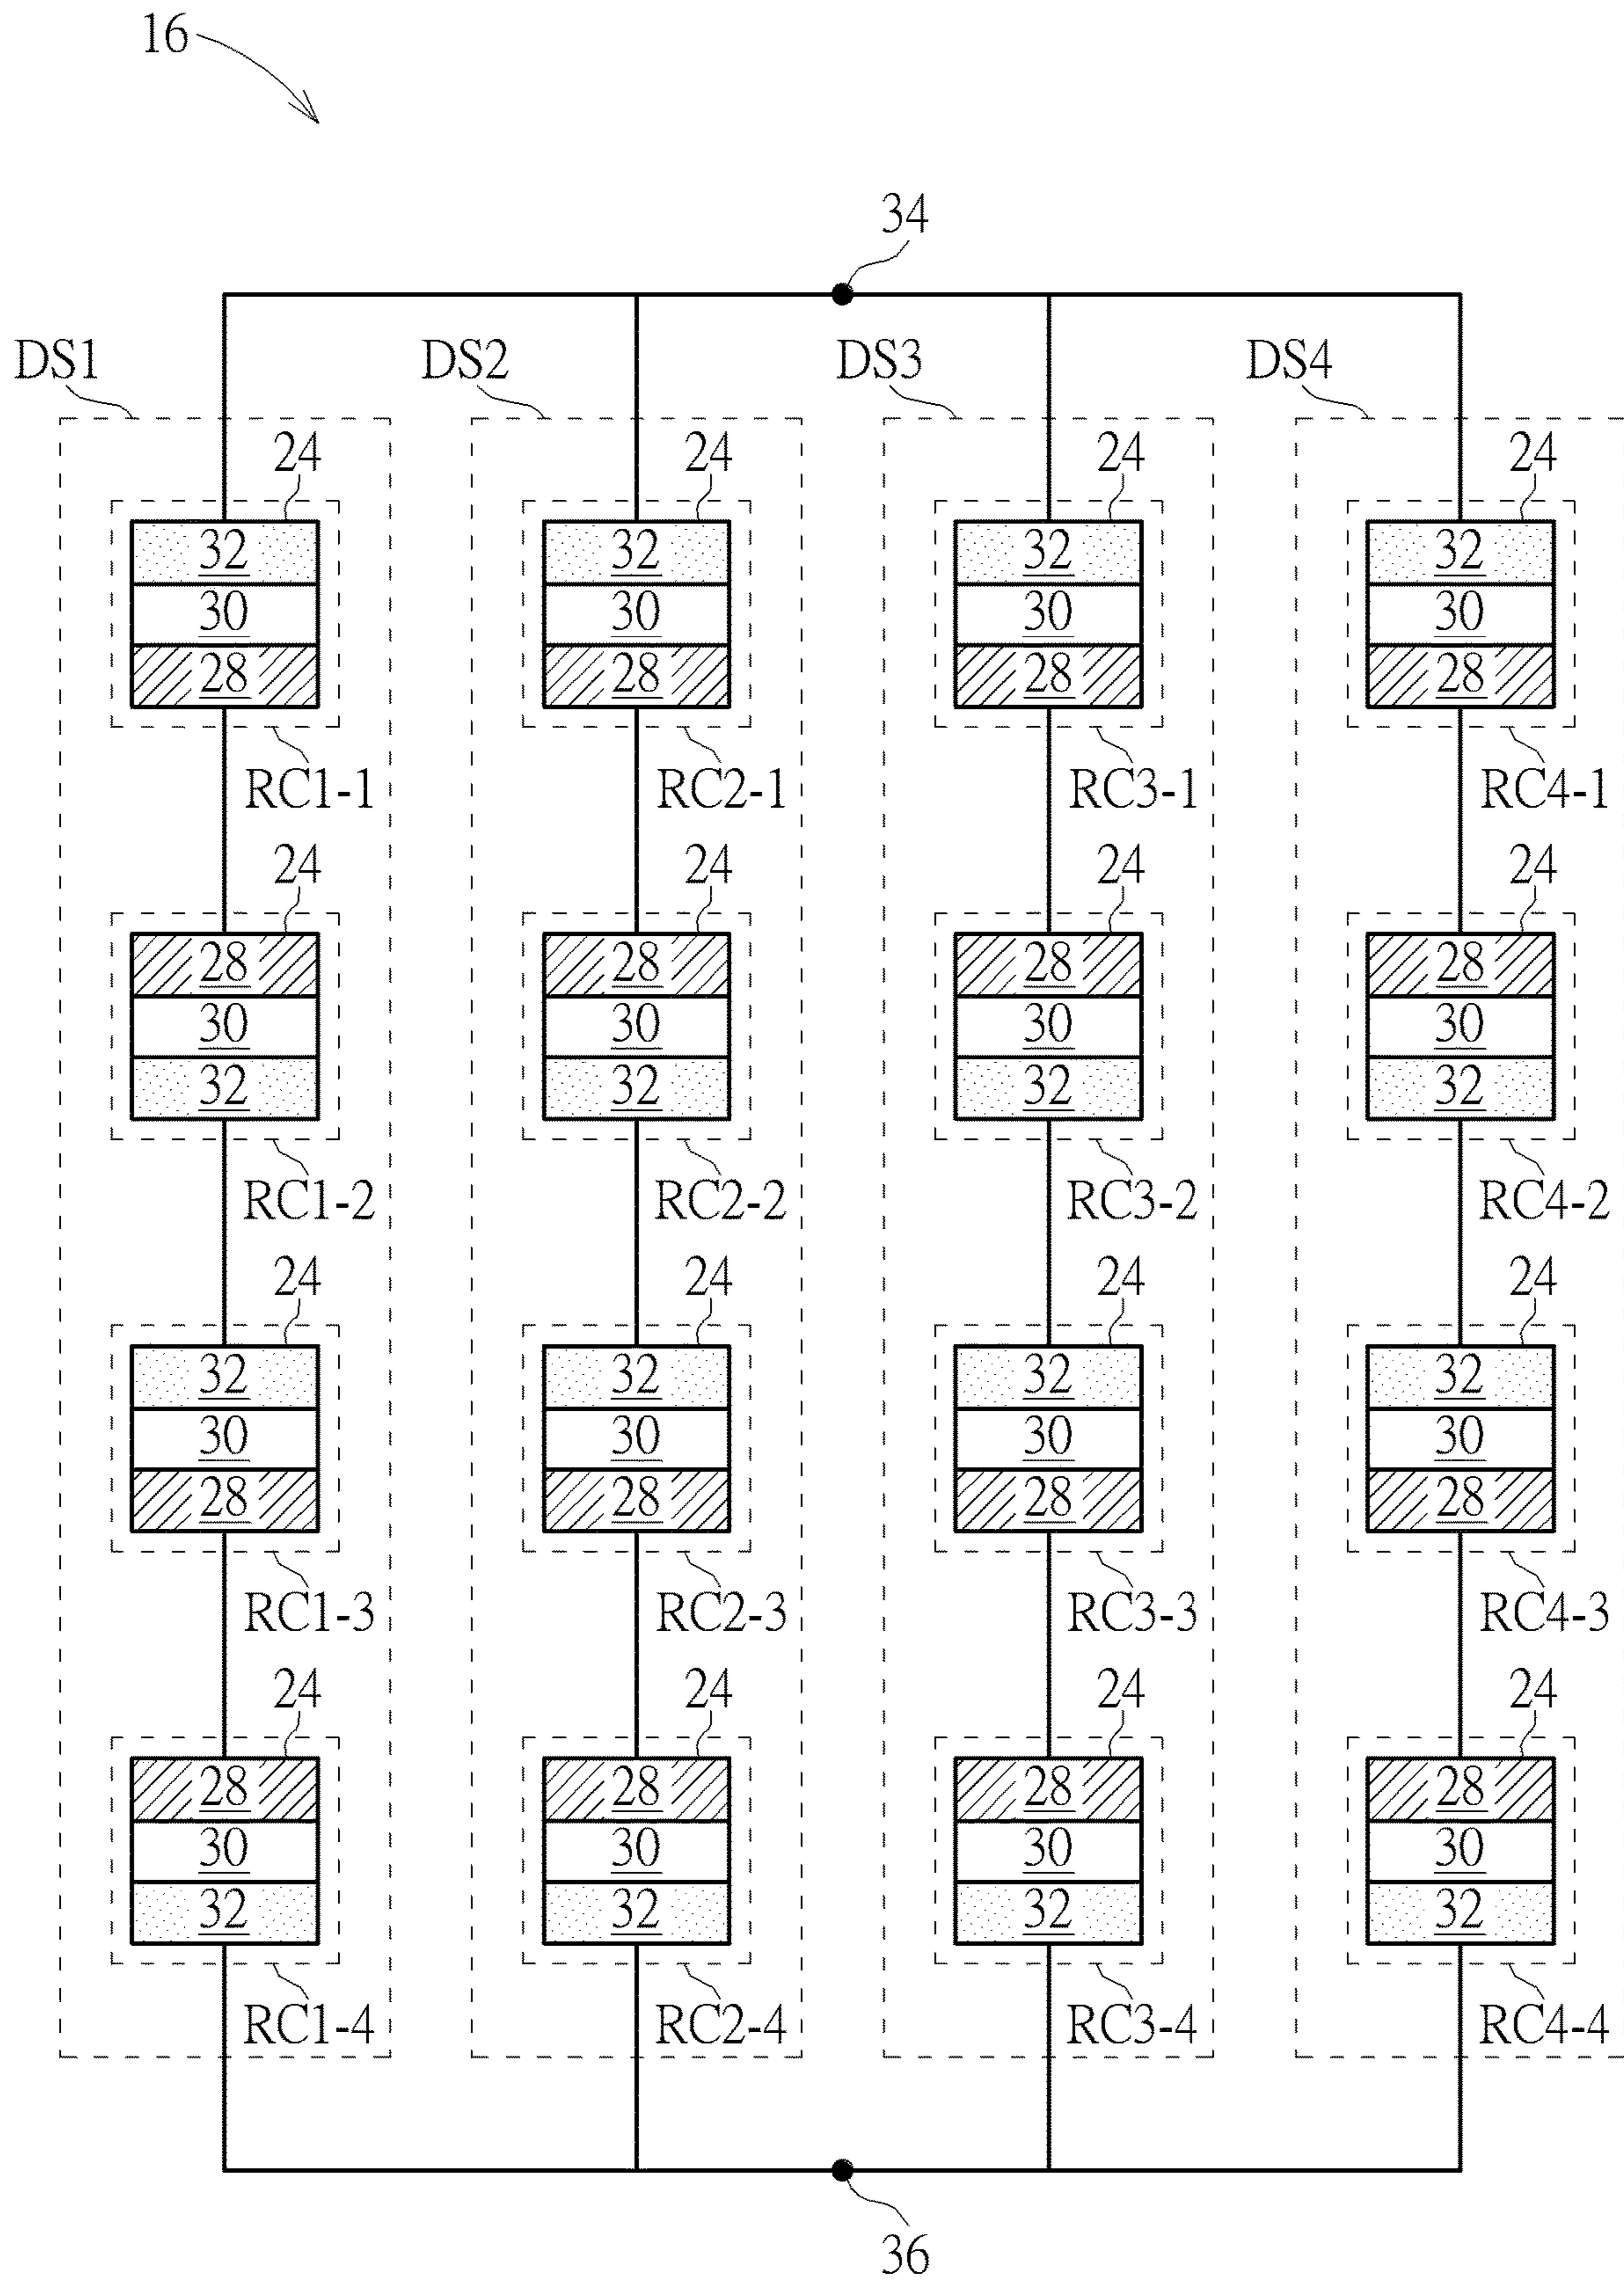 16
34
DS1 DS2 DS3 DS4
24 24 24 24
32 32 32 32
30 30 30 30
28 28 28 28
RC1-1 RC2-1 RC3-1 RC4-1
24 24 24 24
28 28 28 28
30 30 30 30
32 32 32 32
RC1-2 RC2-2 RC3-2 RC4-2
24 24 24 24
32 32 32 32
30 30 30 30
28 28 28 28
RC1-3 RC2-3 RC3-3 RC4-3
24 24 24 24
28 28 28 28
30 30 30 30
32 32 32 32
RC1-4 RC2-4 RC3-4 RC4-4
36